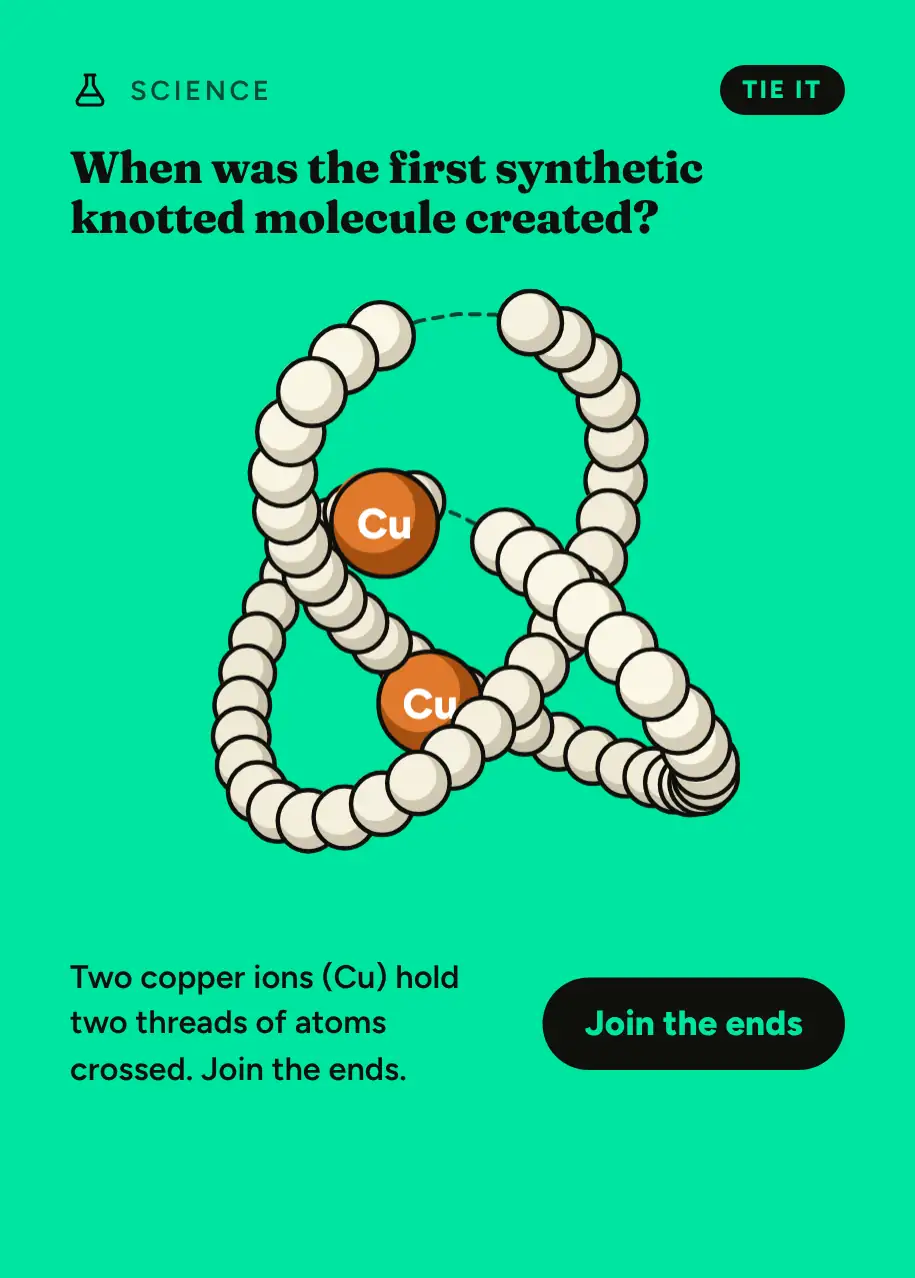 SCIENCE
TIE IT
When was the first synthetic
knotted molecule created?
Cu
Cu
Two copper ions (Cu) hold
two threads of atoms
crossed. Join the ends.
Join the ends